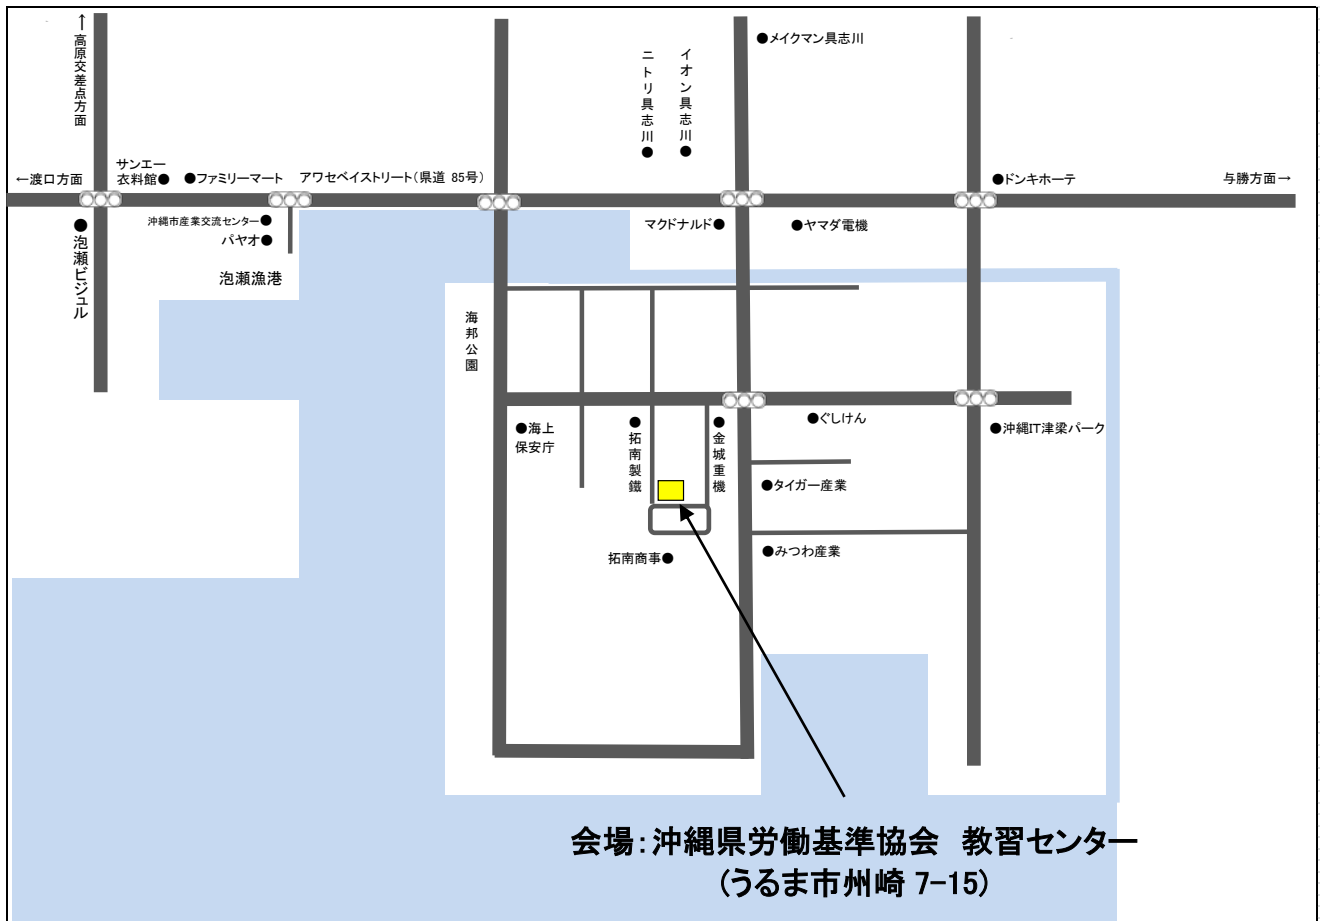 ↑高原交差点方面
●メイクマン具志川
ニトリ具志川●
イオン具志川●
←渡口方面
サンエー
衣料館●
●ファミリーマート
アワセベイストリート（県道 85号）
●ドンキホーテ
与勝方面→
●泡瀬ビジュル
沖縄市産業交流センター●
パヤオ●
泡瀬漁港
マクドナルド●
●ヤマダ電機
海邦公園
●海上
保安庁
●拓南製鐵
●金城重機
●ぐしけん
●沖縄IT津梁パーク
●タイガー産業
拓南商事●
●みつわ産業
会場：沖縄県労働基準協会　教習センター
（うるま市州崎 7-15）